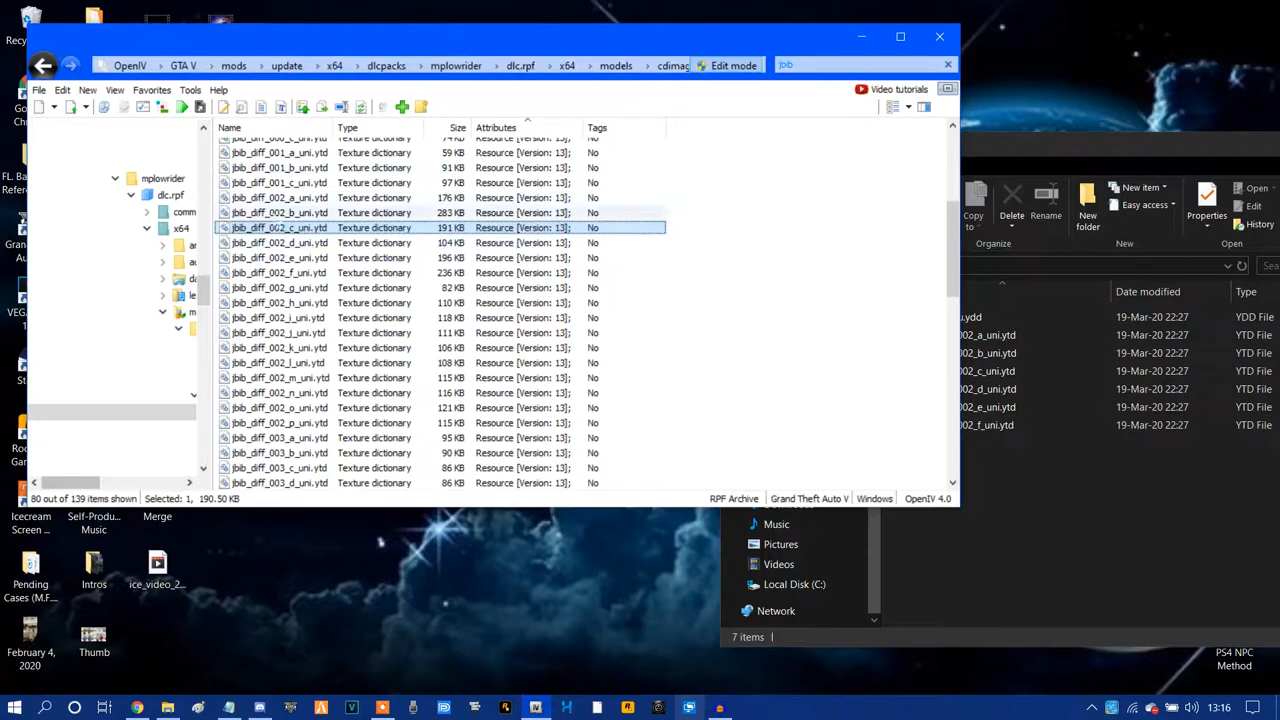 Recy
OpenIV GTA V mods update x64 dlcpacks mplowrider dlc.rpf x64 models cdimag Edit mode jbib
File Edit New View Favorites Tools Help Video tutorials
Name Type Size Attributes Tags
mplowrider
dlc.rpf
comm
x64
jbib_diff_000_c_uni.ytd Texture dictionary 74 KB Resource [Version: 13]; No
jbib_diff_001_a_uni.ytd Texture dictionary 59 KB Resource [Version: 13]; No
jbib_diff_001_b_uni.ytd Texture dictionary 91 KB Resource [Version: 13]; No
jbib_diff_001_c_uni.ytd Texture dictionary 97 KB Resource [Version: 13]; No
jbib_diff_002_a_uni.ytd Texture dictionary 176 KB Resource [Version: 13]; No
jbib_diff_002_b_uni.ytd Texture dictionary 283 KB Resource [Version: 13]; No
jbib_diff_002_c_uni.ytd Texture dictionary 191 KB Resource [Version: 13]; No
jbib_diff_002_d_uni.ytd Texture dictionary 104 KB Resource [Version: 13]; No
jbib_diff_002_e_uni.ytd Texture dictionary 196 KB Resource [Version: 13]; No
jbib_diff_002_f_uni.ytd Texture dictionary 236 KB Resource [Version: 13]; No
jbib_diff_002_g_uni.ytd Texture dictionary 82 KB Resource [Version: 13]; No
jbib_diff_002_h_uni.ytd Texture dictionary 110 KB Resource [Version: 13]; No
jbib_diff_002_i_uni.ytd Texture dictionary 118 KB Resource [Version: 13]; No
jbib_diff_002_j_uni.ytd Texture dictionary 111 KB Resource [Version: 13]; No
jbib_diff_002_k_uni.ytd Texture dictionary 106 KB Resource [Version: 13]; No
jbib_diff_002_l_uni.ytd Texture dictionary 108 KB Resource [Version: 13]; No
jbib_diff_002_m_uni.ytd Texture dictionary 115 KB Resource [Version: 13]; No
jbib_diff_002_n_uni.ytd Texture dictionary 116 KB Resource [Version: 13]; No
jbib_diff_002_o_uni.ytd Texture dictionary 121 KB Resource [Version: 13]; No
jbib_diff_002_p_uni.ytd Texture dictionary 115 KB Resource [Version: 13]; No
jbib_diff_003_a_uni.ytd Texture dictionary 95 KB Resource [Version: 13]; No
jbib_diff_003_b_uni.ytd Texture dictionary 90 KB Resource [Version: 13]; No
jbib_diff_003_c_uni.ytd Texture dictionary 86 KB Resource [Version: 13]; No
jbib_diff_003_d_uni.ytd Texture dictionary 86 KB Resource [Version: 13]; No
80 out of 139 items shown Selected: 1, 190.50 KB RPF Archive Grand Theft Auto V Windows OpenIV 4.0
Copy to Delete Rename New Folder New item Easy access Properties Open Edit History
Organize New Open
Sea
Date modified Type
u.ydd 19-Mar-20 22:27 YDD File
002_a_uni.ytd 19-Mar-20 22:27 YTD File
002_b_uni.ytd 19-Mar-20 22:27 YTD File
002_c_uni.ytd 19-Mar-20 22:27 YTD File
002_d_uni.ytd 19-Mar-20 22:27 YTD File
002_e_uni.ytd 19-Mar-20 22:27 YTD File
002_f_uni.ytd 19-Mar-20 22:27 YTD File
Music
Pictures
Videos
Local Disk (C:)
Network
7 items
Icecream Screen ...
Self-Produ... Music
Merge
Pending Cases (M.F....
Intros
ice_video_2...
February 4, 2020
Thumb
PS4 NPC Method
13:16